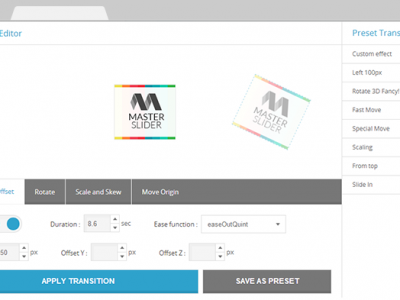 Editor
Preset Trans
Custom effect
Left 100px
Rotate 3D Fancy!
Fast Move
Special Move
Scaling
From top
Slide In
MASTER
SLIDER
MASTER
SLIDER
ffset Rotate Scale and Skew Move Origin
Duration : 0.6 sec Ease function : easeOutQuint
50 px Offset Y : px Offset Z : px
APPLY TRANSITION SAVE AS PRESET